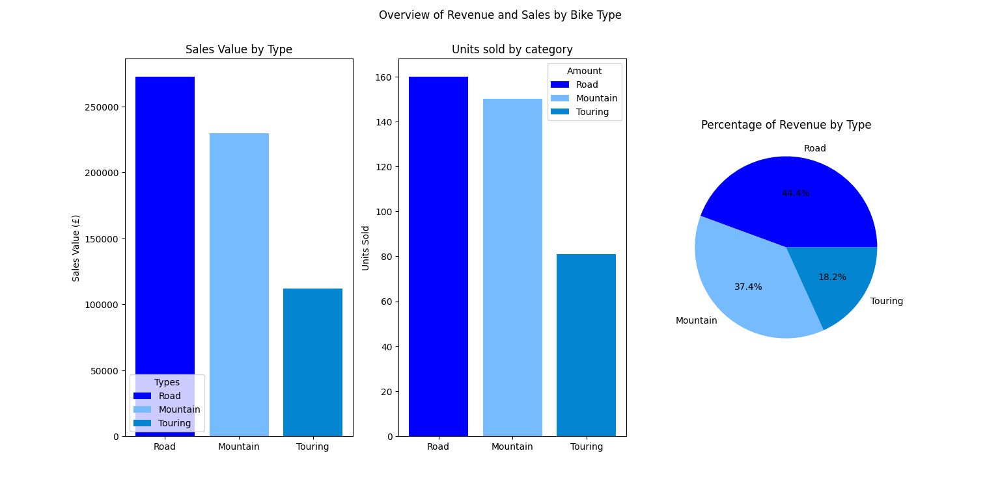 Overview of Revenue and Sales by Bike Type
Sales Value by Type
Sales Value (£)
250000
200000
150000
100000
50000
0
Types
Road
Mountain
Touring
Road Mountain Touring
Units sold by category
Units Sold
160
140
120
100
80
60
40
20
0
Amount
Road
Mountain
Touring
Road Mountain Touring
Percentage of Revenue by Type
Road
44.4%
37.4%
18.2%
Mountain
Touring